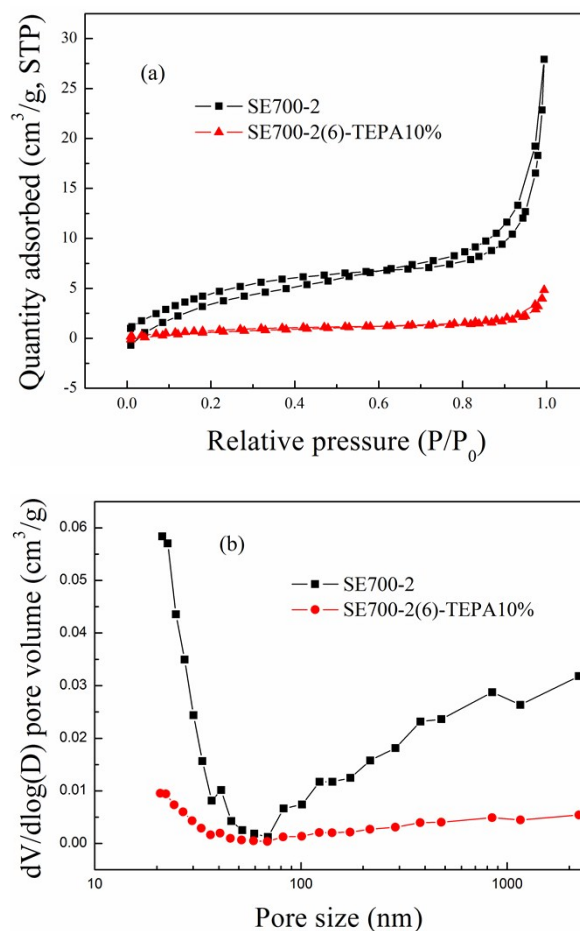 (a)
SE700-2
SE700-2(6)-TEPA10%
Quantity adsorbed (cm³/g, STP)
30
25
20
15
10
5
0
-5
0.0 0.2 0.4 0.6 0.8 1.0
Relative pressure (P/P₀)
(b)
SE700-2
SE700-2(6)-TEPA10%
dV/dlog(D) pore volume (cm³/g)
0.06
0.05
0.04
0.03
0.02
0.01
0.00
10 100 1000
Pore size (nm)